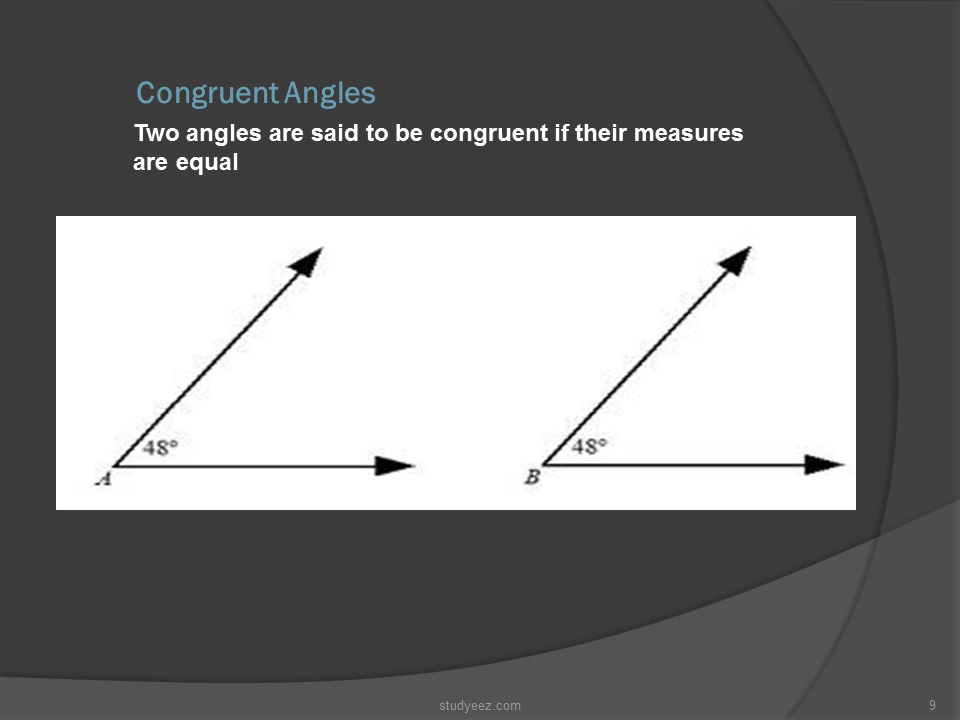 Congruent Angles
Two angles are said to be congruent if their measures
are equal
48°
A
48°
B
studyeez.com
9